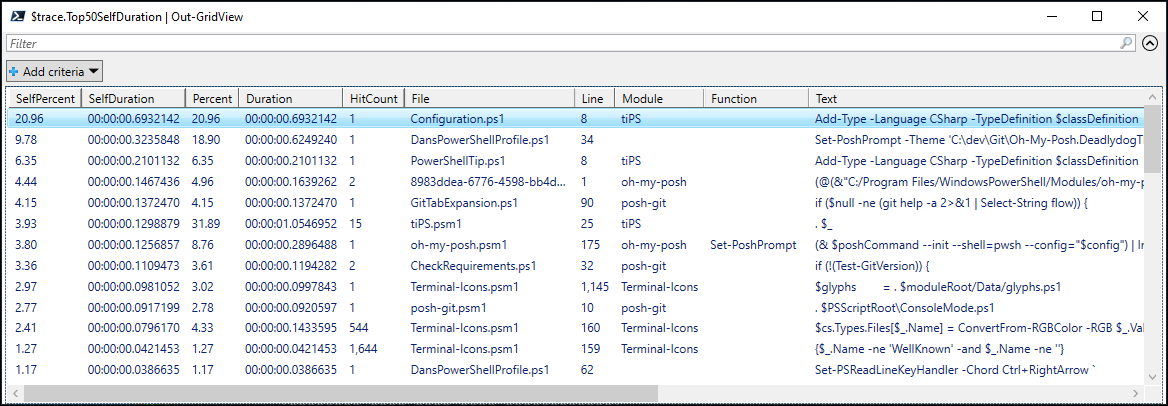 $trace.Top50SelfDuration | Out-GridView
Filter
Add criteria
SelfPercent SelfDuration Percent Duration HitCount File Line Module Function Text
20.96 00:00:00.6932142 20.96 00:00:00.6932142 1 Configuration.ps1 8 tiPS Add-Type -Language CSharp -TypeDefinition $classDefinition
9.78 00:00:00.3235848 18.90 00:00:00.6249240 1 DansPowerShellProfile.ps1 34 Set-PoshPrompt -Theme 'C:\dev\Git\Oh-My-Posh.DeadlydogT
6.35 00:00:00.2101132 6.35 00:00:00.2101132 1 PowerShellTip.ps1 8 tiPS Add-Type -Language CSharp -TypeDefinition $classDefinition
4.44 00:00:00.1467436 4.96 00:00:00.1639262 2 8983ddea-6776-4598-bb4d... 1 oh-my-posh (@(&"C:/Program Files/WindowsPowerShell/Modules/oh-my-p
4.15 00:00:00.1372470 4.15 00:00:00.1372470 1 GitTabExpansion.ps1 90 posh-git if ($null -ne (git help -a 2>&1 | Select-String flow)) {
3.93 00:00:00.1298879 31.89 00:00:01.0546952 15 tiPS.psm1 25 tiPS . $_
3.80 00:00:00.1256857 8.76 00:00:00.2896488 1 oh-my-posh.psm1 175 oh-my-posh Set-PoshPrompt (& $poshCommand --init --shell=pwsh --config="$config") | In
3.36 00:00:00.1109473 3.61 00:00:00.1194282 2 CheckRequirements.ps1 32 posh-git if (!(Test-GitVersion)) {
2.97 00:00:00.0981052 3.02 00:00:00.0997843 1 Terminal-Icons.psm1 1,145 Terminal-Icons $glyphs = . $moduleRoot/Data/glyphs.ps1
2.77 00:00:00.0917199 2.78 00:00:00.0920597 1 posh-git.psm1 10 posh-git . $PSScriptRoot\ConsoleMode.ps1
2.41 00:00:00.0796170 4.33 00:00:00.1433595 544 Terminal-Icons.psm1 160 Terminal-Icons $cs.Types.Files[$_.Name] = ConvertFrom-RGBColor -RGB $_.Val
1.27 00:00:00.0421453 1.27 00:00:00.0421453 1,644 Terminal-Icons.psm1 159 Terminal-Icons {$_.Name -ne 'WellKnown' -and $_.Name -ne ''}
1.17 00:00:00.0386635 1.17 00:00:00.0386635 1 DansPowerShellProfile.ps1 62 Set-PSReadLineKeyHandler -Chord Ctrl+RightArrow `